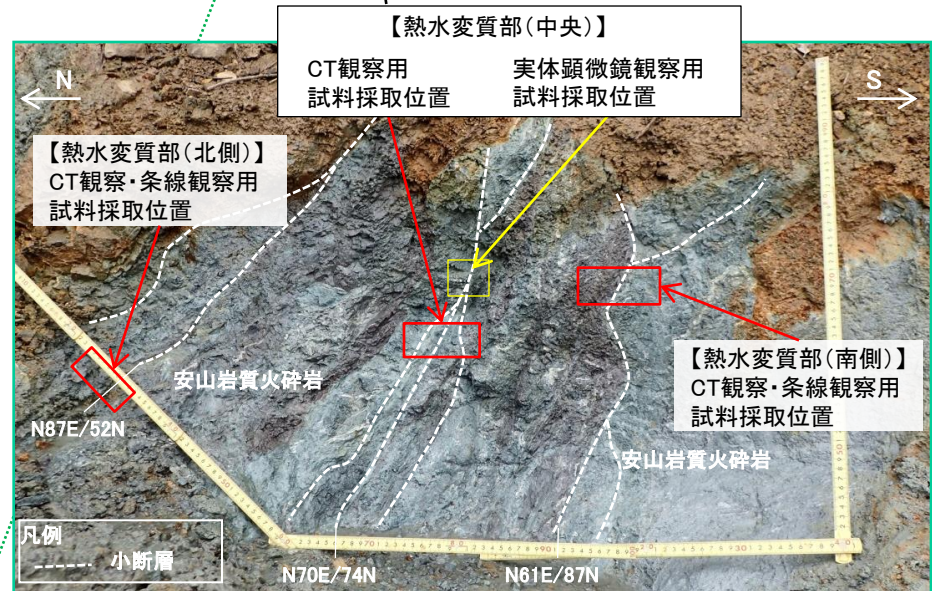 【熱水変質部(中央)】
CT観察用
試料採取位置
実体顕微鏡観察用
試料採取位置
N
S
【熱水変質部(北側)】
CT観察・条線観察用
試料採取位置
【熱水変質部(南側)】
CT観察・条線観察用
試料採取位置
安山岩質火砕岩
N87E/52N
安山岩質火砕岩
凡例
小断層
N70E/74N
N61E/87N